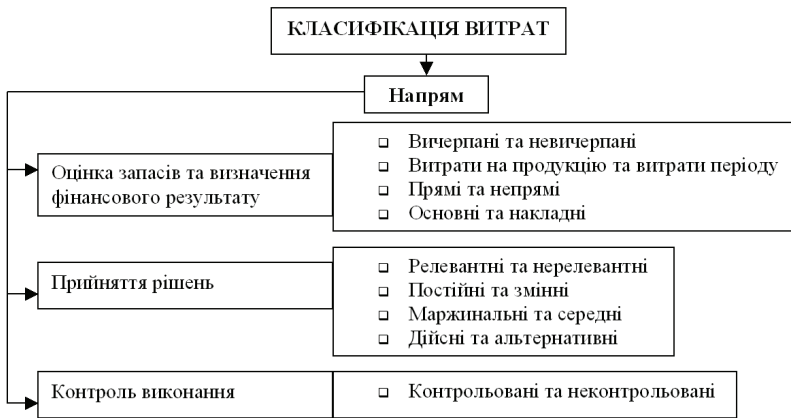 КЛАСИФІКАЦІЯ ВИТРАТ
Напрям
Оцінка запасів та визначення
фінансового результату
❑ Вичерпані та невичерпані
❑ Витрати на продукцію та витрати періоду
❑ Прямі та непрямі
❑ Основні та накладні
Прийняття рішень
❑ Релевантні та нерелевантні
❑ Постійні та змінні
❑ Маржинальні та середні
❑ Дійсні та альтернативні
Контроль виконання
❑ Контрольовані та неконтрольовані